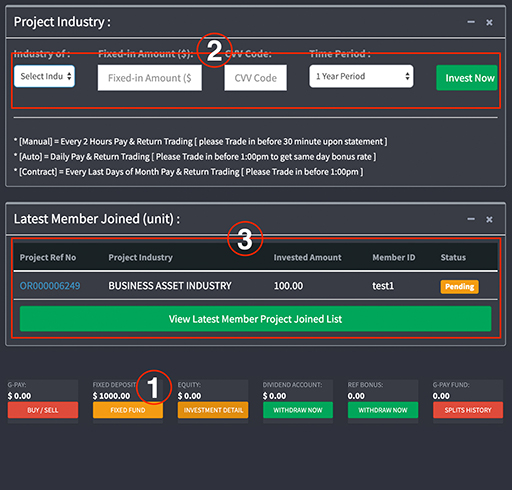 Project Industry :
Industry of : Fixed-in Amount ($): 2 CVV Code: Time Period :
Select Indu Fixed-in Amount ($ CVV Code 1 Year Period Invest Now
* [Manual] = Every 2 Hours Pay & Return Trading [ please Trade in before 30 minute upon statement ]
* [Auto] = Daily Pay & Return Trading [ Please Trade in before 1:00pm to get same day bonus rate ]
* [Contract] = Every Last Days of Month Pay & Return Trading [ Please Trade in before 1:00pm ]
Latest Member Joined (unit) :
3
Project Ref No Project Industry Invested Amount Member ID Status
OR000006249 BUSINESS ASSET INDUSTRY 100.00 test1 Pending
View Latest Member Project Joined List
G-PAY: FIXED DEPOSIT: 1 EQUITY: DIVIDEND ACCOUNT: REF BONUS: G-PAY FUND:
$ 0.00 $ 1000.00 $ 0.00 $ 0.00 0.00 0.00
BUY / SELL FIXED FUND INVESTMENT DETAIL WITHDRAW NOW WITHDRAW NOW SPLITS HISTORY